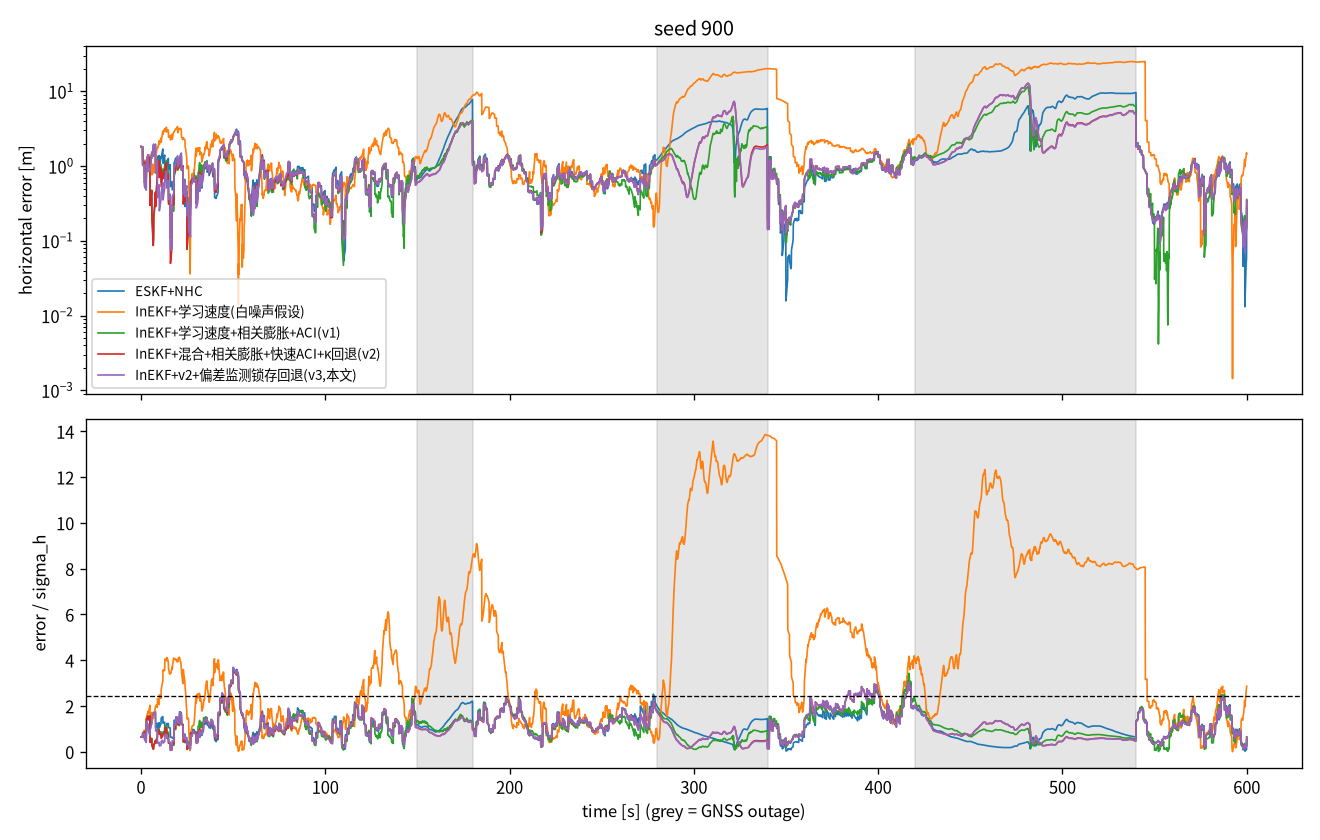 seed 900
horizontal error [m]
10¹
10⁰
10⁻¹
10⁻²
10⁻³
ESKF+NHC
InEKF+学习速度(白噪声假设)
InEKF+学习速度+相关膨胀+ACI(v1)
InEKF+混合+相关膨胀+快速ACI+κ回退(v2)
InEKF+v2+偏差监测锁存回退(v3,本文)
error / sigma_h
14
12
10
8
6
4
2
0
0 100 200 300 400 500 600
time [s] (grey = GNSS outage)